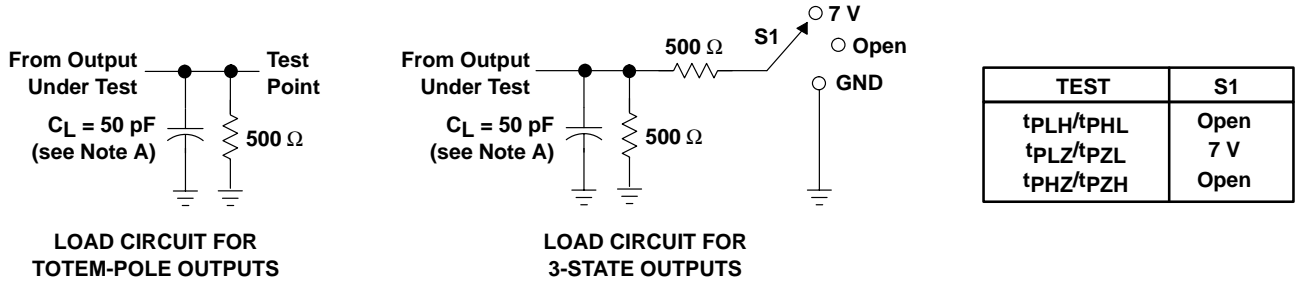 From Output
Under Test
Test
Point
C_L = 50 pF
(see Note A)
500 Ω
LOAD CIRCUIT FOR
TOTEM-POLE OUTPUTS
From Output
Under Test
C_L = 50 pF
(see Note A)
500 Ω
500 Ω
S1
7 V
Open
GND
LOAD CIRCUIT FOR
3-STATE OUTPUTS
TEST S1
tPLH/tPHL Open
tPLZ/tPZL 7 V
tPHZ/tPZH Open